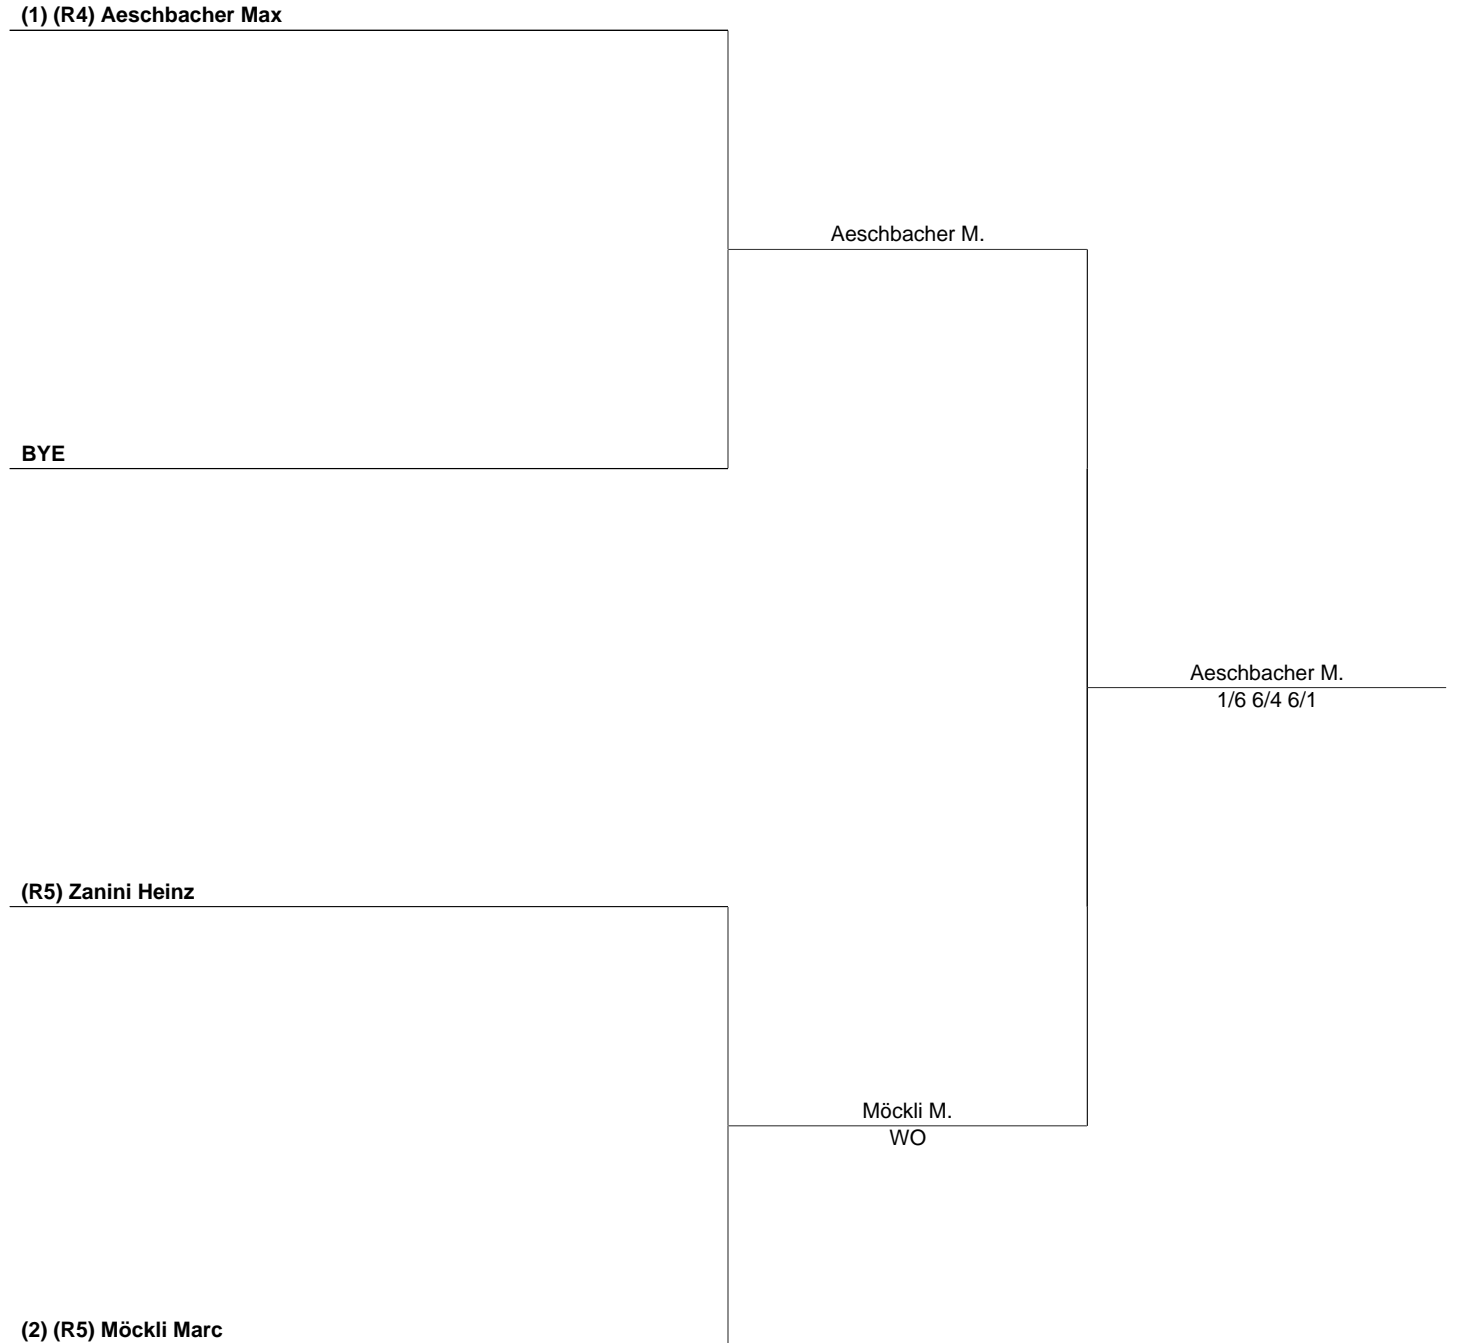 (1) (R4) Aeschbacher Max
Aeschbacher M.
BYE
Aeschbacher M.
1/6 6/4 6/1
(R5) Zanini Heinz
Möckli M.
WO
(2) (R5) Möckli Marc